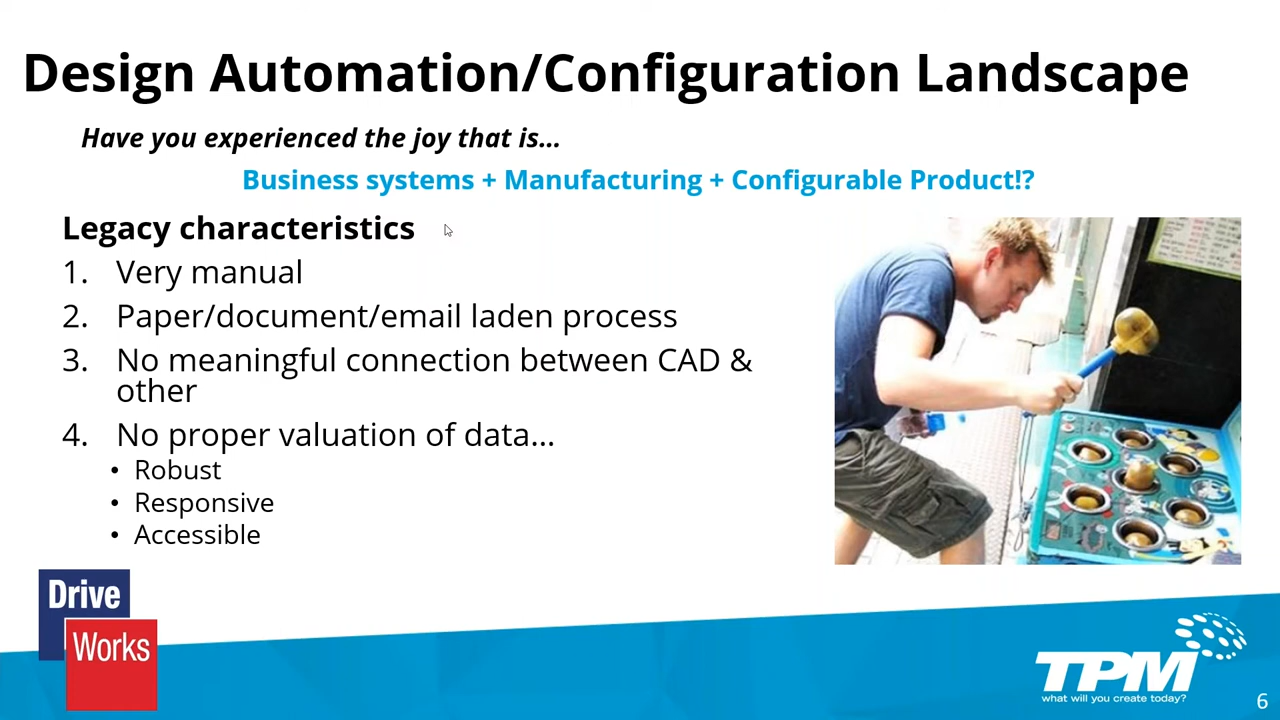 Design Automation/Configuration Landscape
Have you experienced the joy that is...
Business systems + Manufacturing + Configurable Product!?
Legacy characteristics
1. Very manual
2. Paper/document/email laden process
3. No meaningful connection between CAD &
other
4. No proper valuation of data...
• Robust
• Responsive
• Accessible
Drive
Works
TPM
what will you create today?
6